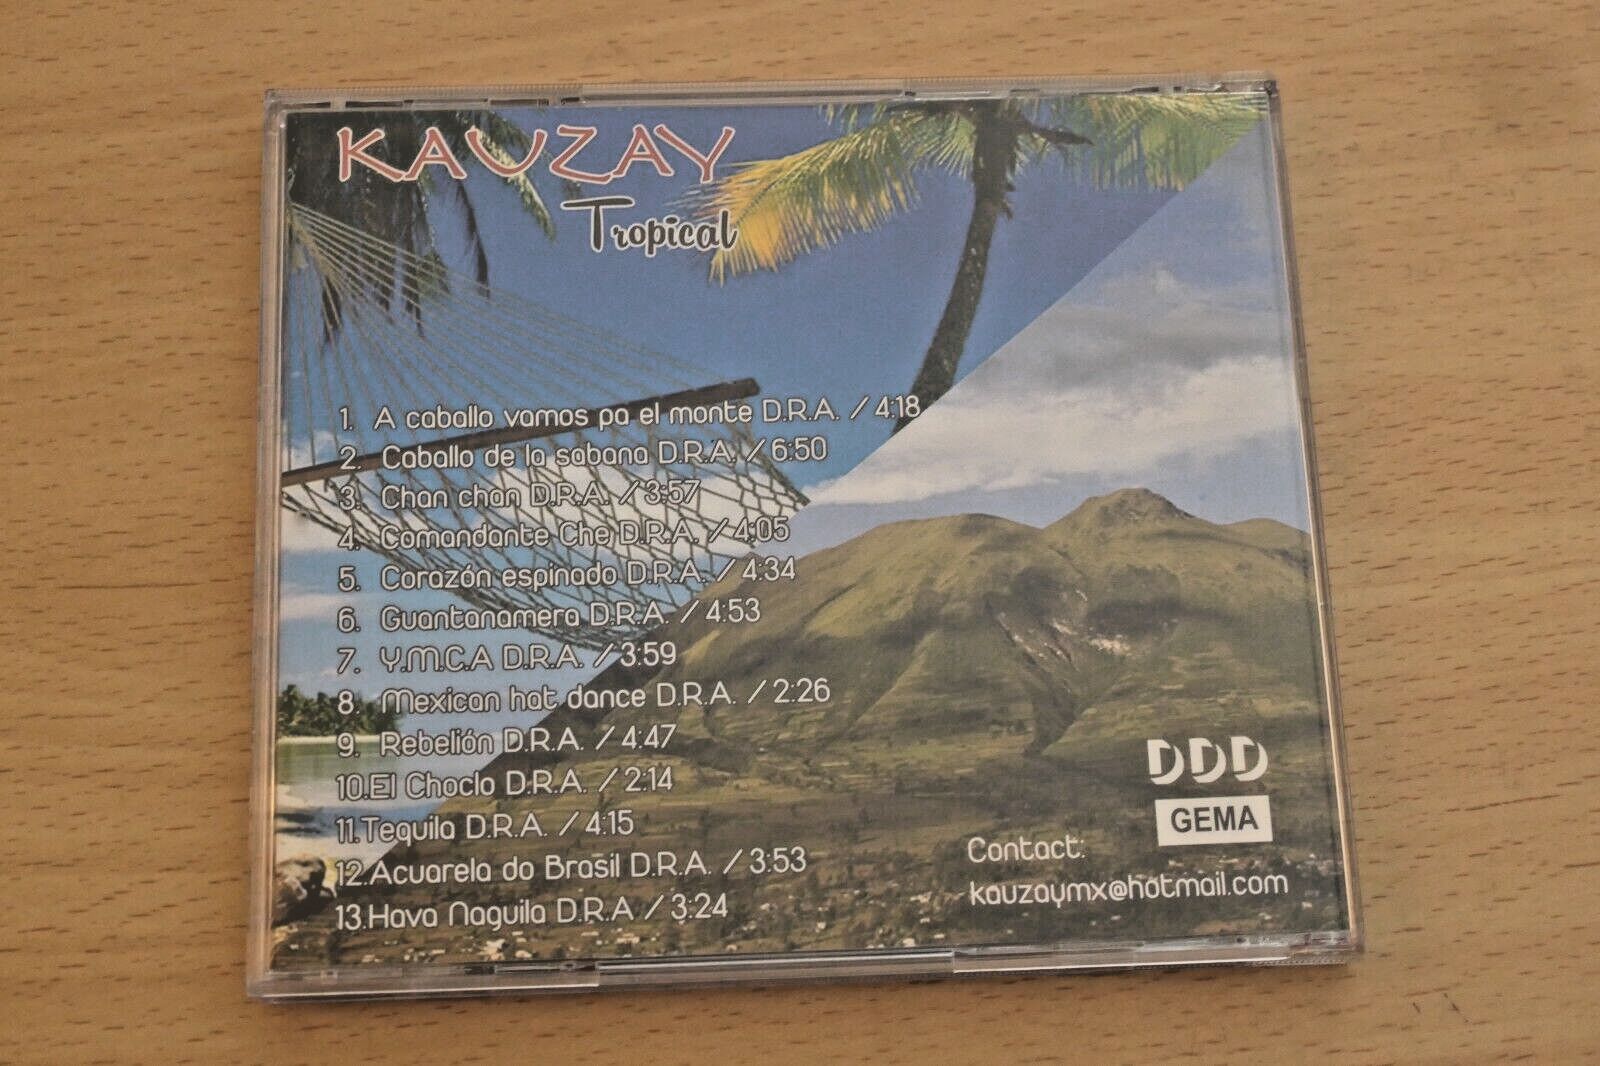 KAUZAY
Tropical
1. A caballo vamos pa el monte D.R.A. / 4:18
2. Caballo de la sabana D.R.A. / 6:50
3. Chan chan D.R.A. / 3:57
4. Comandante Che D.R.A. / 4:05
5. Corazón espinado D.R.A. / 4:34
6. Guantanamera D.R.A. / 4:53
7. Y.M.C.A D.R.A. / 3:59
8. Mexican hat dance D.R.A. / 2:26
9. Rebelión D.R.A. / 4:47
10.El Choclo D.R.A. / 2:14
11.Tequila D.R.A. / 4:15
12.Acuarela do Brasil D.R.A. / 3:53
13.Hava Naguila D.R.A / 3:24
DDD
GEMA
Contact:
kauzaymx@hotmail.com